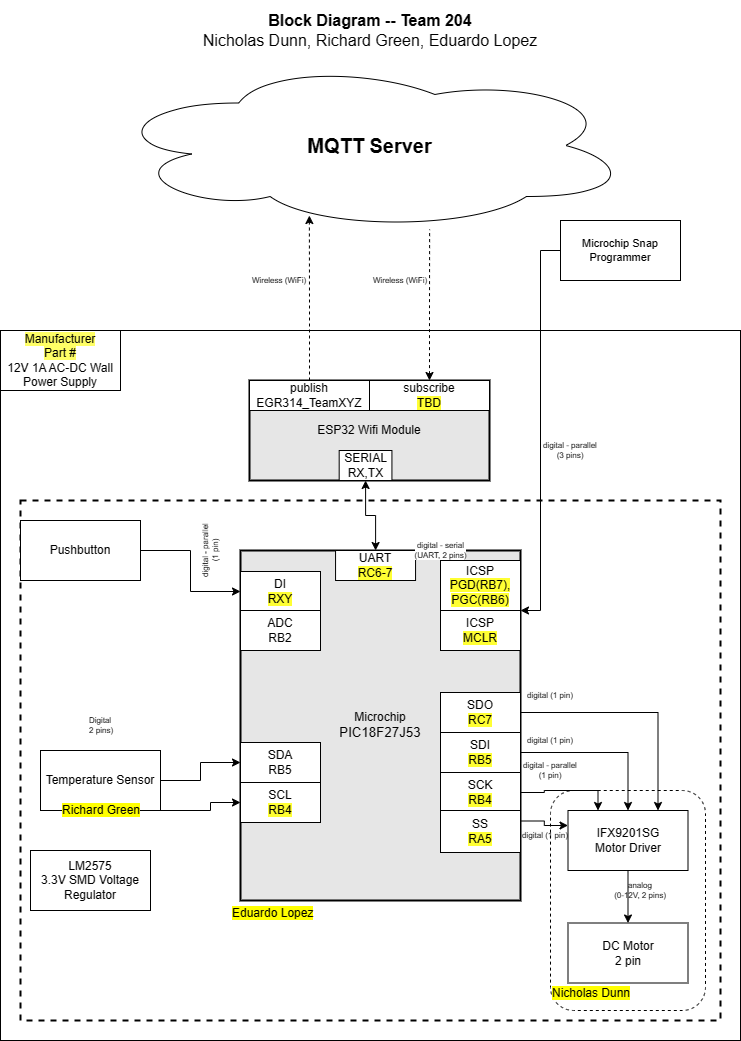 Block Diagram -- Team 204
Nicholas Dunn, Richard Green, Eduardo Lopez
MQTT Server
Microchip Snap
Programmer
Wireless (WiFi)
Wireless (WiFi)
Manufacturer
Part #
12V 1A AC-DC Wall
Power Supply
publish
EGR314_TeamXYZ
subscribe
TBD
ESP32 Wifi Module
SERIAL
RX,TX
digital - parallel
(3 pins)
Pushbutton
digital - parallel
(1 pin)
digital - serial
(UART, 2 pins)
UART
RC6-7
DI
RXY
ADC
RB2
ICSP
PGD(RB7),
PGC(RB6)
ICSP
MCLR
Microchip
PIC18F27J53
SDO
RC7
digital (1 pin)
SDI
RB5
digital (1 pin)
SCK
RB4
digital - parallel
(1 pin)
SS
RA5
digital (1 pin)
Digital
2 pins)
Temperature Sensor
Richard Green
SDA
RB5
SCL
RB4
IFX9201SG
Motor Driver
LM2575
3.3V SMD Voltage
Regulator
analog
(0-12V, 2 pins)
Eduardo Lopez
DC Motor
2 pin
Nicholas Dunn